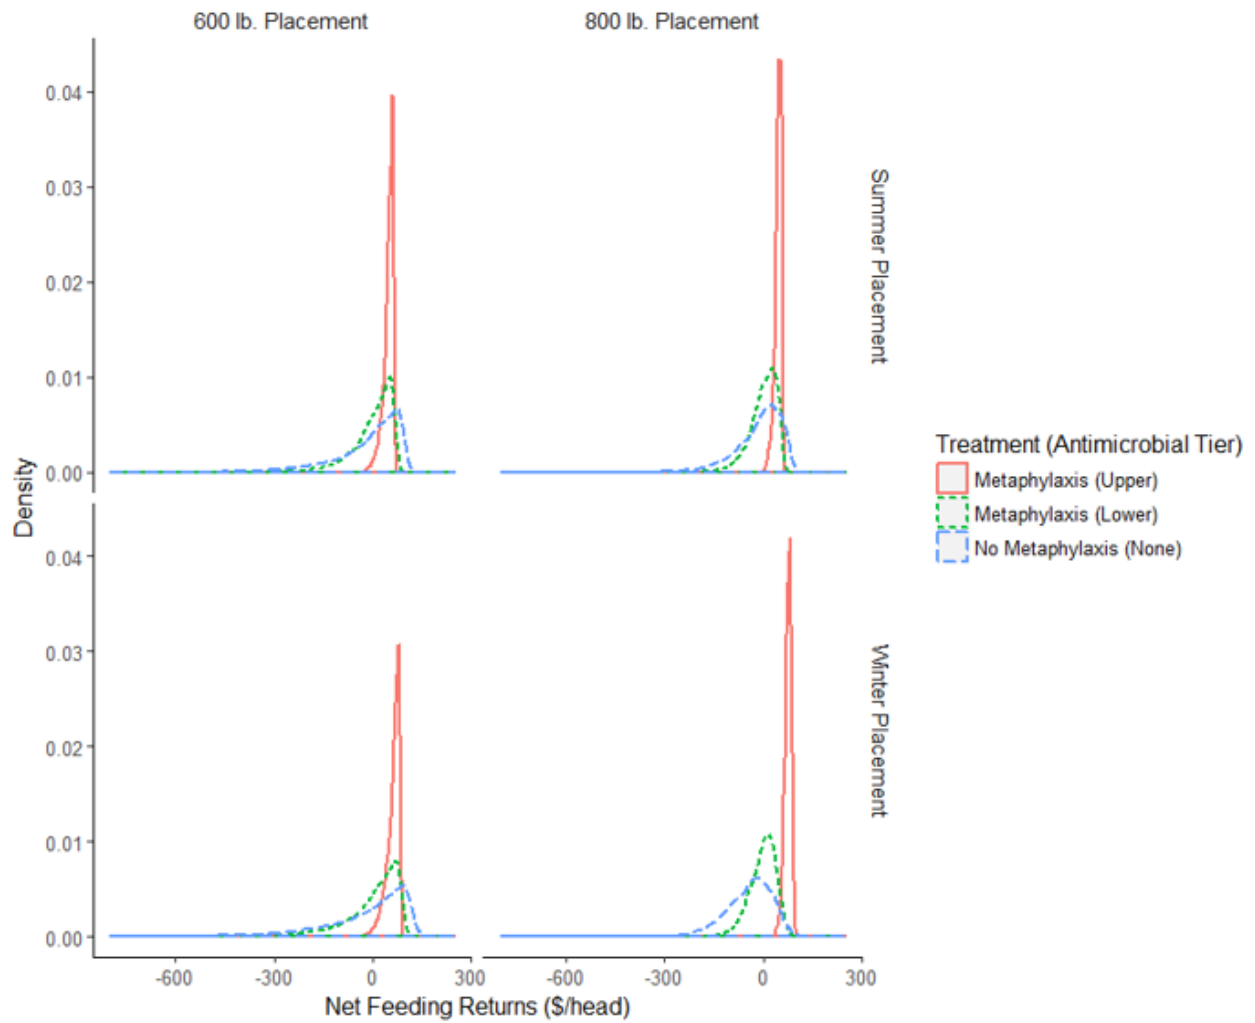 600 lb. Placement
800 lb. Placement
0.04
0.03
0.02
0.01
0.00
Summer Placement
Density
0.04
0.03
0.02
0.01
0.00
Winter Placement
-600
-300
0
300
-600
-300
0
300
Net Feeding Returns ($/head)
Treatment (Antimicrobial Tier)
Metaphylaxis (Upper)
Metaphylaxis (Lower)
No Metaphylaxis (None)